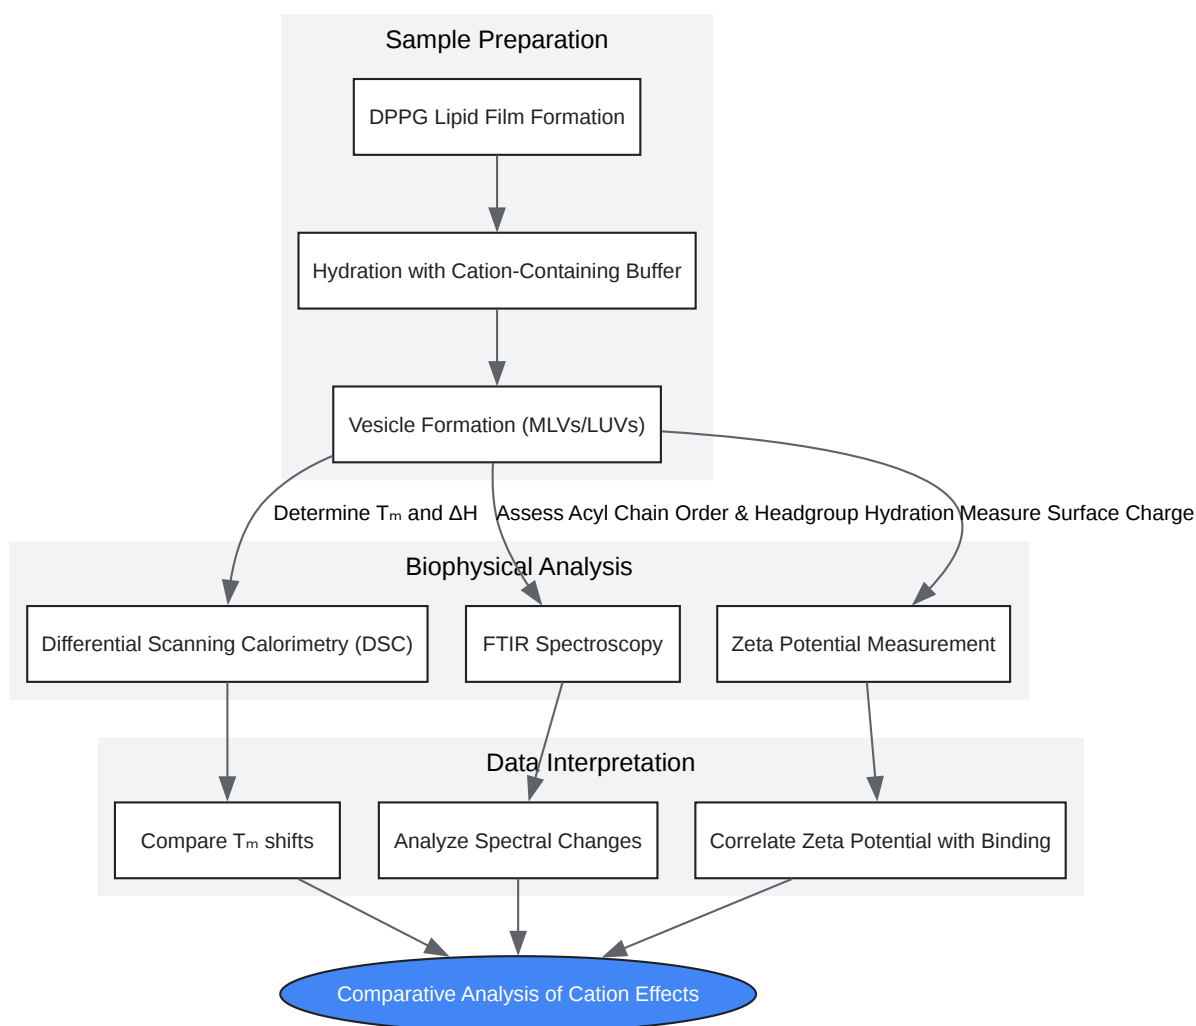 Sample Preparation
DPPG Lipid Film Formation
Hydration with Cation-Containing Buffer
Vesicle Formation (MLVs/LUVs)
Determine Tₘ and ΔH
Assess Acyl Chain Order & Headgroup Hydration
Measure Surface Charge
Biophysical Analysis
Differential Scanning Calorimetry (DSC)
FTIR Spectroscopy
Zeta Potential Measurement
Data Interpretation
Compare Tₘ shifts
Analyze Spectral Changes
Correlate Zeta Potential with Binding
Comparative Analysis of Cation Effects